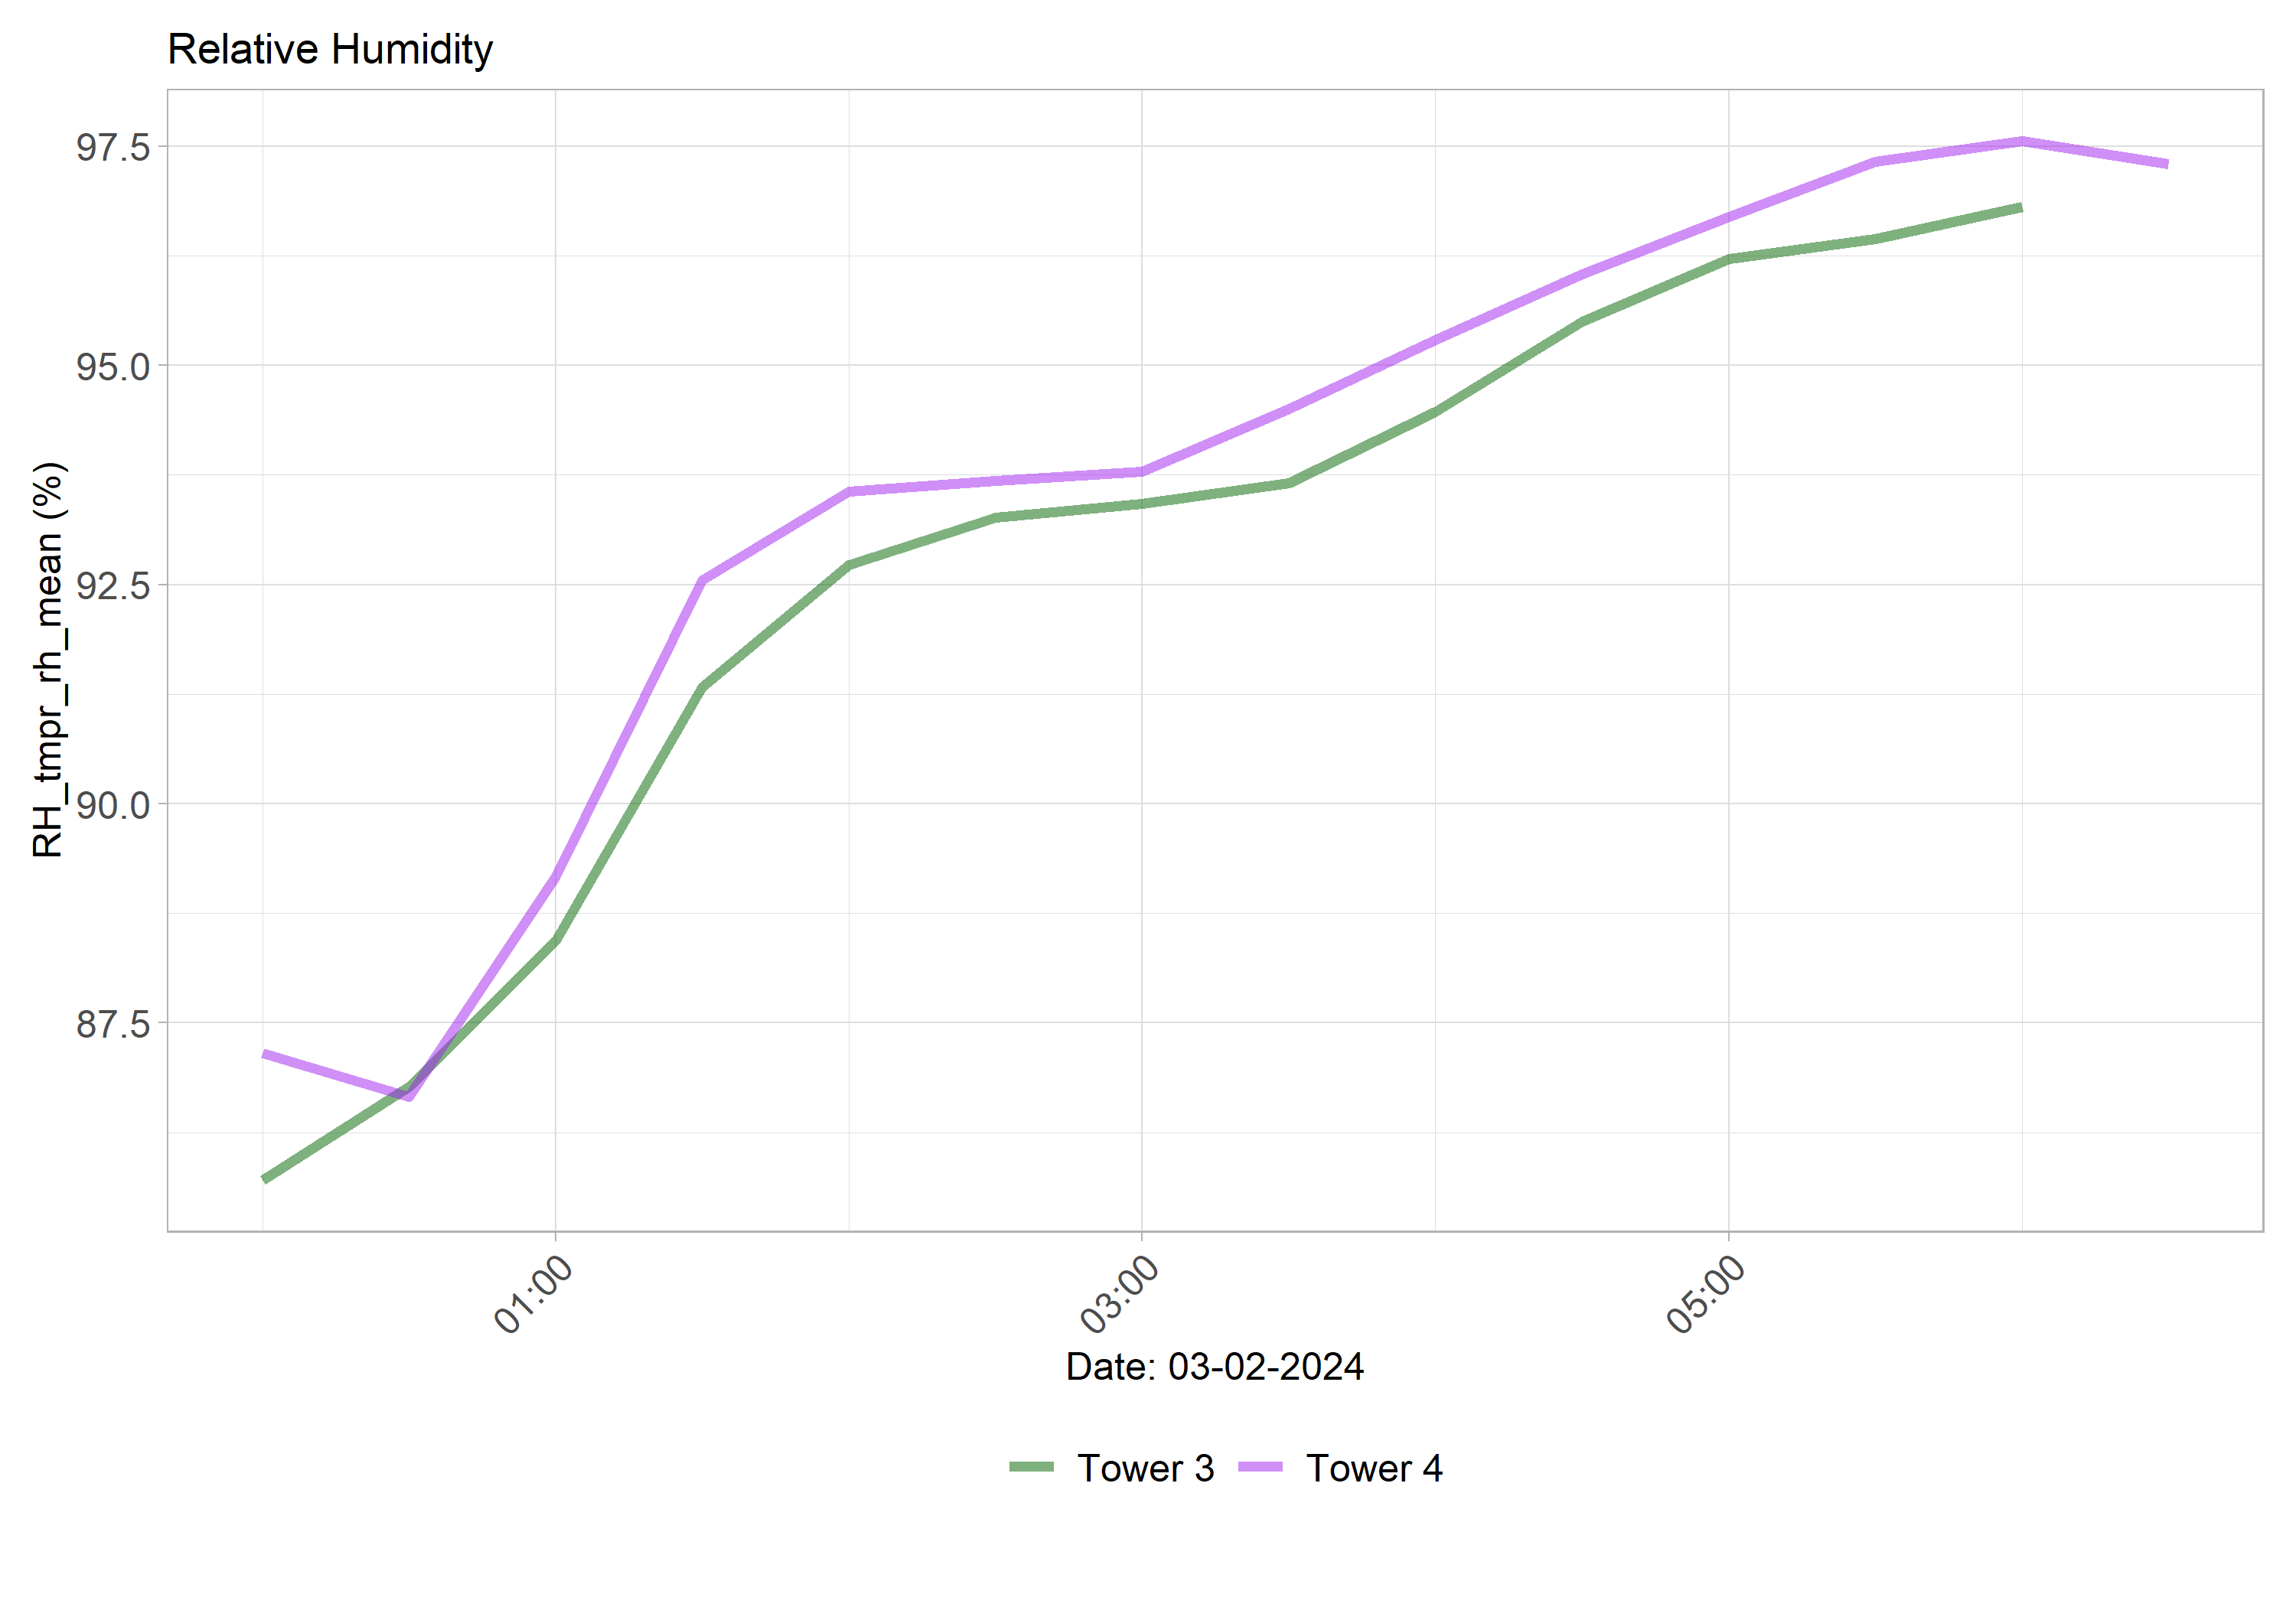 Relative Humidity
RH_tmpr_rh_mean (%)
97.5
95.0
92.5
90.0
87.5
01:00 03:00 05:00
Date: 03-02-2024
Tower 3 Tower 4